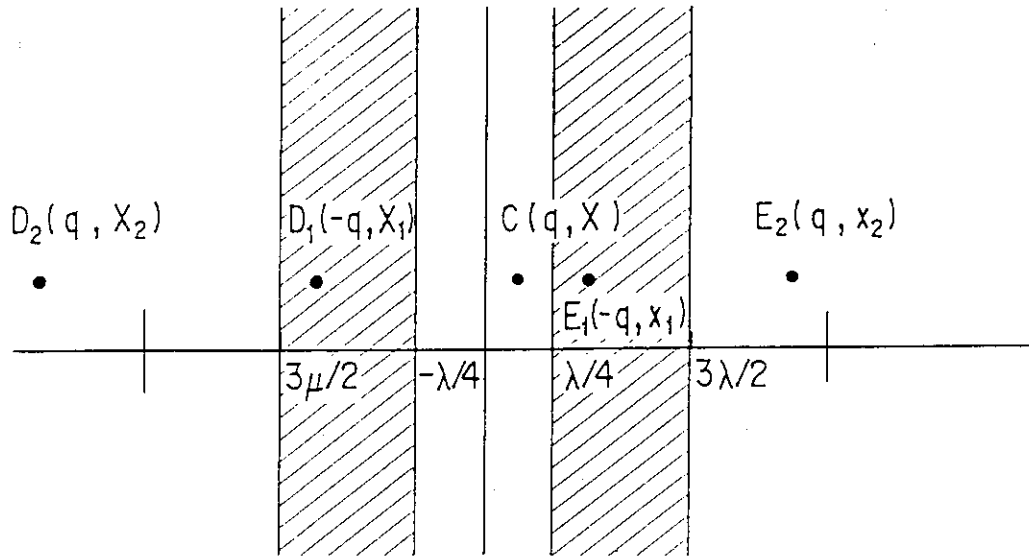 D₂(q, X₂) D₁(-q, X₁) C(q, X) E₂(q, x₂)
E₁(-q, x₁)
3μ/2 -λ/4 λ/4 3λ/2